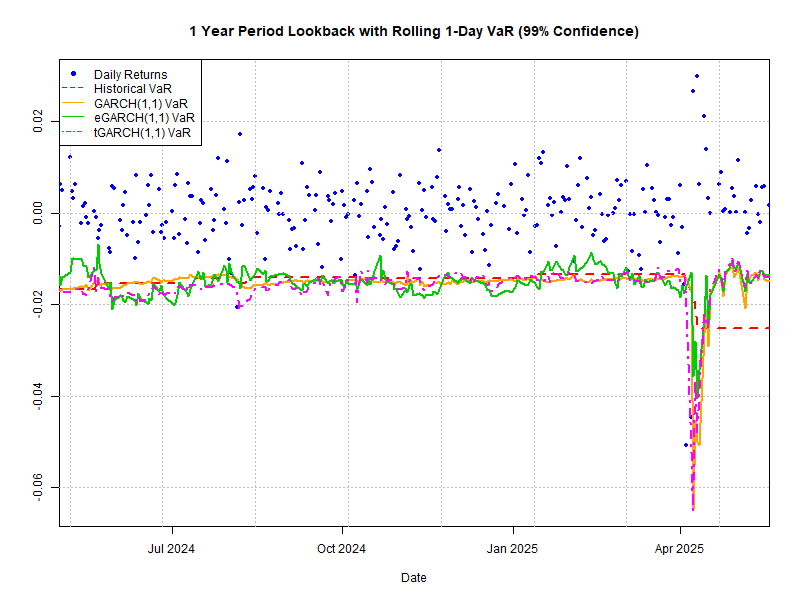 1 Year Period Lookback with Rolling 1-Day VaR (99% Confidence)
Daily Returns
Historical VaR
GARCH(1,1) VaR
eGARCH(1,1) VaR
tGARCH(1,1) VaR
0.02
0.00
-0.02
-0.04
-0.06
Jul 2024
Oct 2024
Jan 2025
Apr 2025
Date